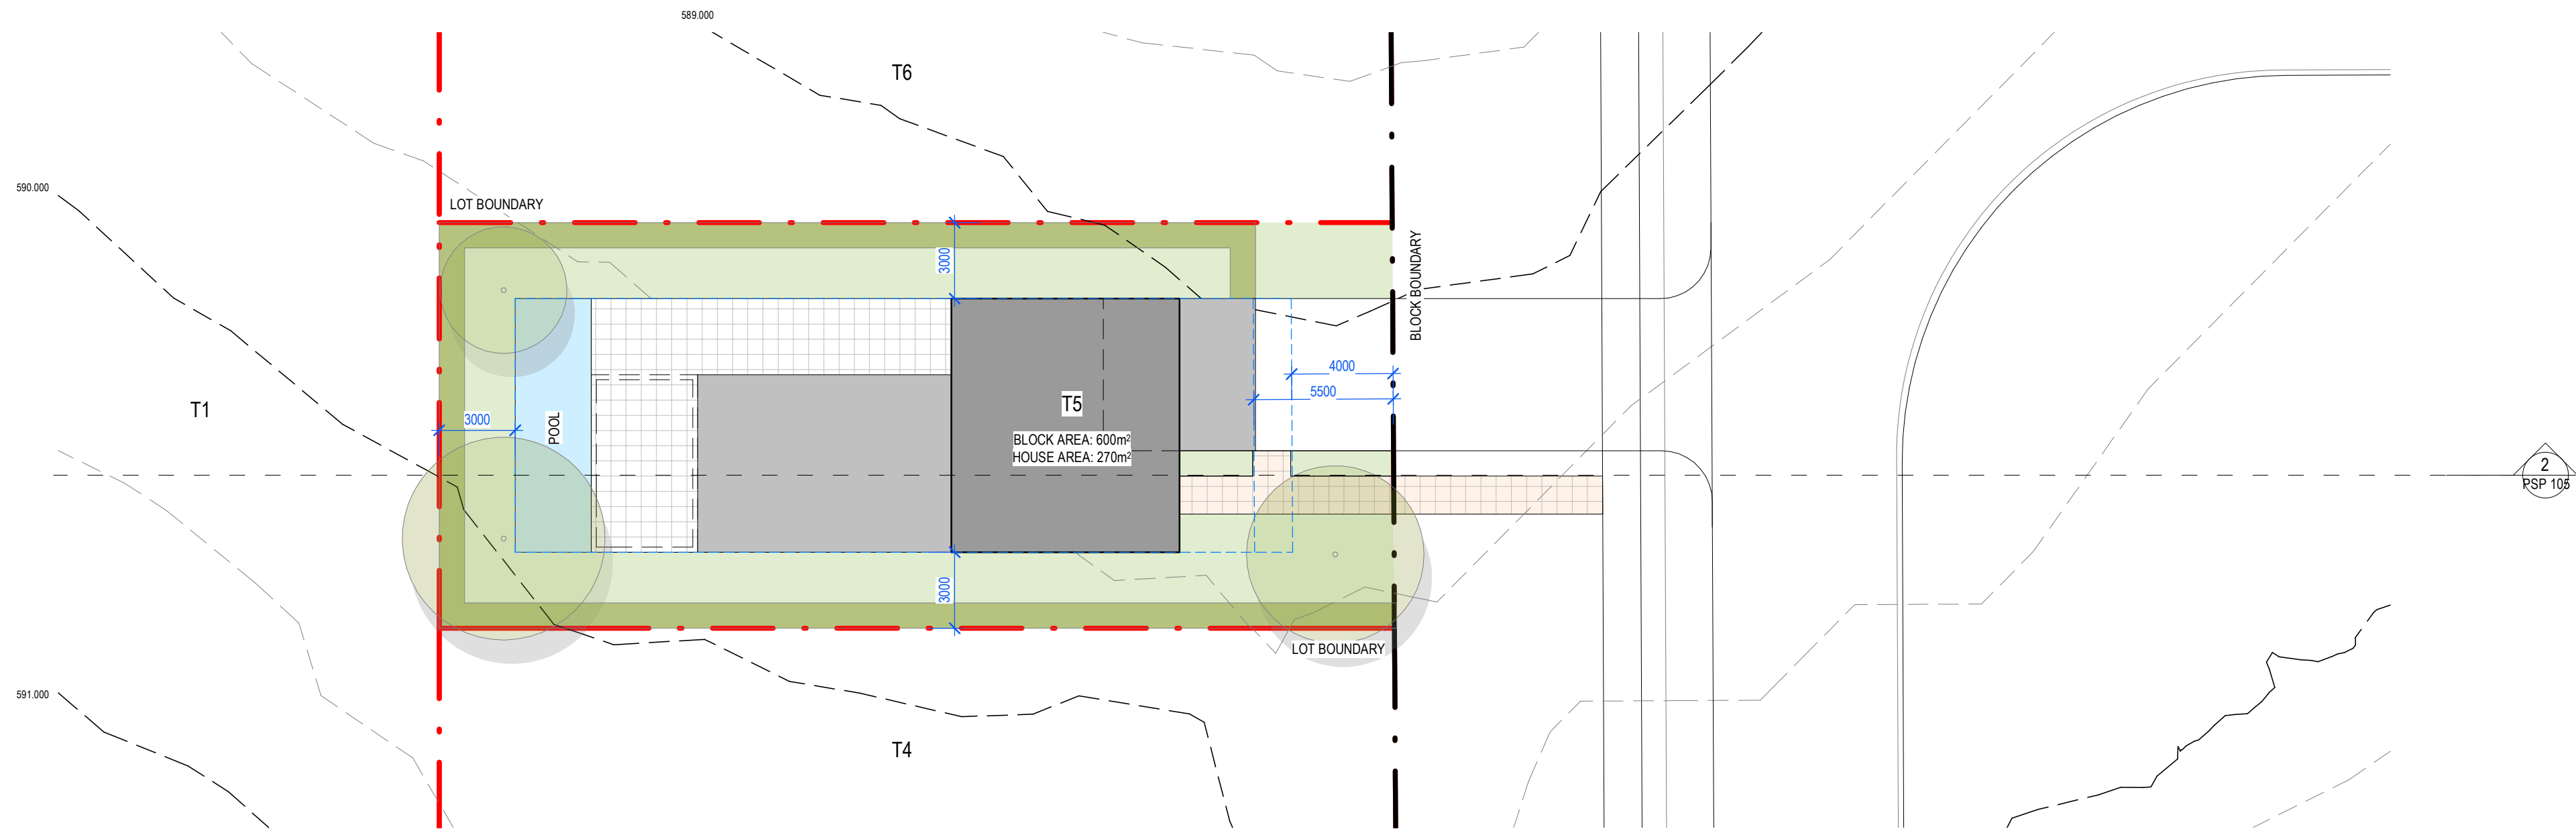 589.000
T6
590.000
LOT BOUNDARY
BLOCK BOUNDARY
3000
4000
5500
T1
3000
POOL
T5
BLOCK AREA: 600m²
HOUSE AREA: 270m²
2
PSP 105
3000
LOT BOUNDARY
591.000
T4